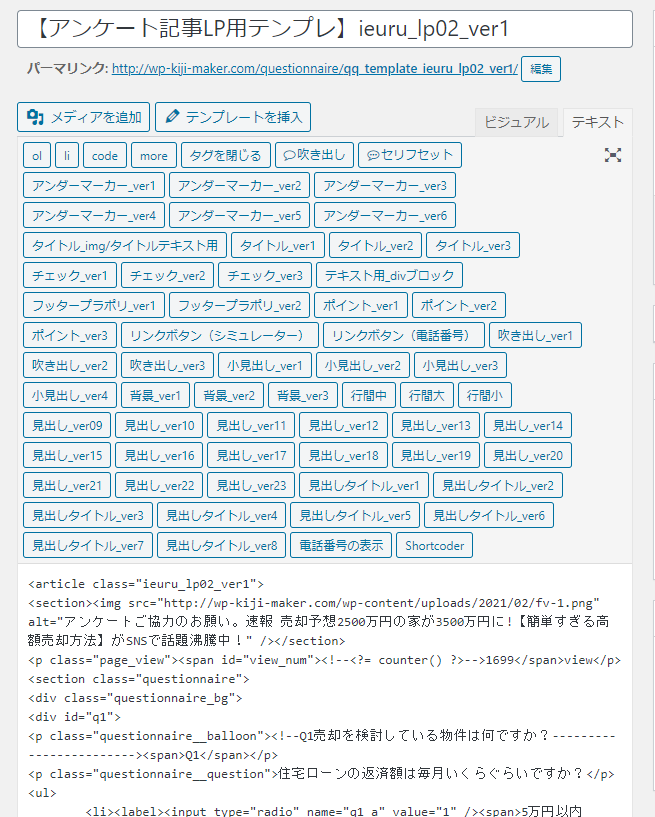 【アンケート記事LP用テンプレ】ieuru_lp02_ver1
パーマリンク: http://wp-kiji-maker.com/questionnaire/qq_template_ieuru_lp02_ver1/ 編集
メディアを追加 テンプレートを挿入 ビジュアル テキスト
ol li code more タグを閉じる 吹き出し セリフセット
アンダーマーカー_ver1 アンダーマーカー_ver2 アンダーマーカー_ver3
アンダーマーカー_ver4 アンダーマーカー_ver5 アンダーマーカー_ver6
タイトル_img/タイトルテキスト用 タイトル_ver1 タイトル_ver2 タイトル_ver3
チェック_ver1 チェック_ver2 チェック_ver3 テキスト用_divブロック
フッタープラポリ_ver1 フッタープラポリ_ver2 ポイント_ver1 ポイント_ver2
ポイント_ver3 リンクボタン（シミュレーター） リンクボタン（電話番号） 吹き出し_ver1
吹き出し_ver2 吹き出し_ver3 小見出し_ver1 小見出し_ver2 小見出し_ver3
小見出し_ver4 背景_ver1 背景_ver2 背景_ver3 行間中 行間大 行間小
見出し_ver09 見出し_ver10 見出し_ver11 見出し_ver12 見出し_ver13 見出し_ver14
見出し_ver15 見出し_ver16 見出し_ver17 見出し_ver18 見出し_ver19 見出し_ver20
見出し_ver21 見出し_ver22 見出し_ver23 見出しタイトル_ver1 見出しタイトル_ver2
見出しタイトル_ver3 見出しタイトル_ver4 見出しタイトル_ver5 見出しタイトル_ver6
見出しタイトル_ver7 見出しタイトル_ver8 電話番号の表示 Shortcoder
<article class="ieuru_lp02_ver1">
<section><img src="http://wp-kiji-maker.com/wp-content/uploads/2021/02/fv-1.png"
alt="アンケートご協力のお願い。速報 売却予想2500万円の家が3500万円に!【簡単すぎる高
額売却方法】がSNSで話題沸騰中！" /></section>
<p class="page_view"><span id="view_num"><!--<?= counter() ?>-->1699</span>view</p>
<section class="questionnaire">
<div class="questionnaire_bg">
<div id="q1">
<p class="questionnaire__balloon"><!--Q1売却を検討している物件は何ですか？--------
-----------------------><span>Q1</span></p>
<p class="questionnaire__question">住宅ローンの返済額は毎月いくらぐらいですか？</p>
<ul>
<li><label><input type="radio" name="q1_a" value="1" /><span>5万円以内